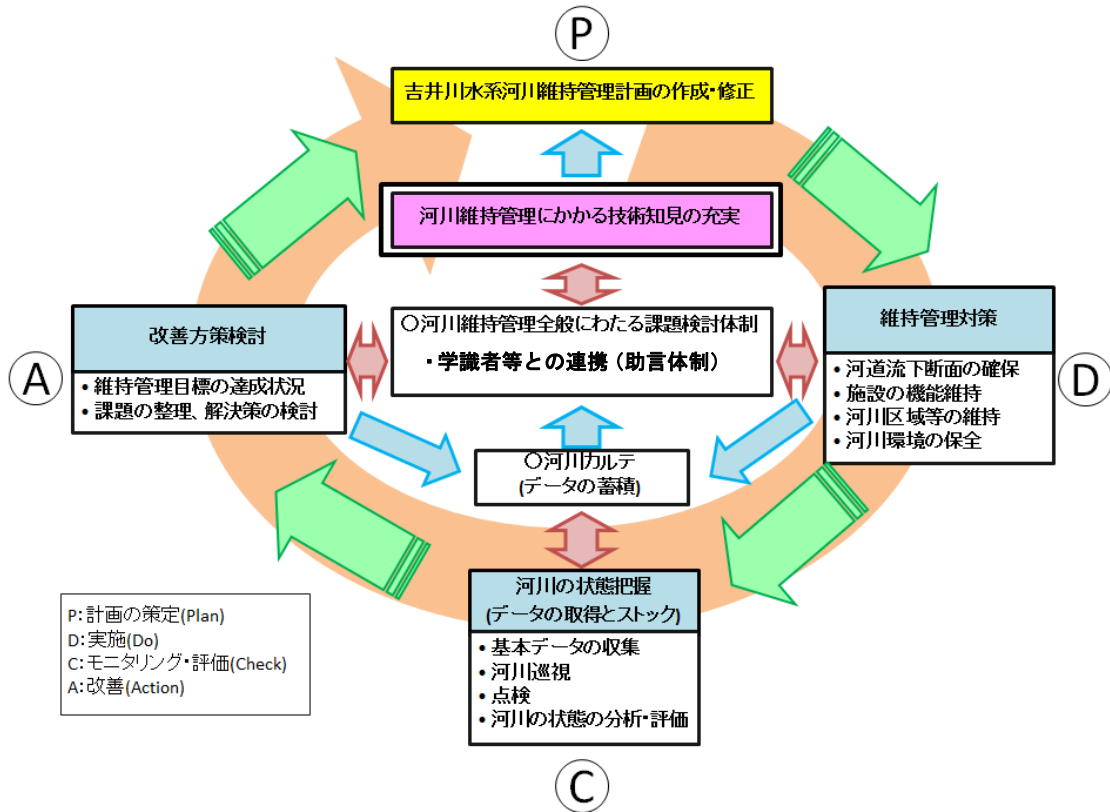 P
吉井川水系河川維持管理計画の作成・修正
河川維持管理にかかる技術知見の充実
〇河川維持管理全般にわたる課題検討体制
・学識者等との連携（助言体制）
A
改善方策検討
• 維持管理目標の達成状況
• 課題の整理、解決策の検討
維持管理対策
• 河道流下断面の確保
• 施設の機能維持
• 河川区域等の維持
• 河川環境の保全
D
〇河川カルテ
(データの蓄積)
河川の状態把握
(データの取得とストック)
• 基本データの収集
• 河川巡視
• 点検
• 河川の状態の分析・評価
C
P：計画の策定(Plan)
D：実施(Do)
C：モニタリング・評価(Check)
A：改善(Action)